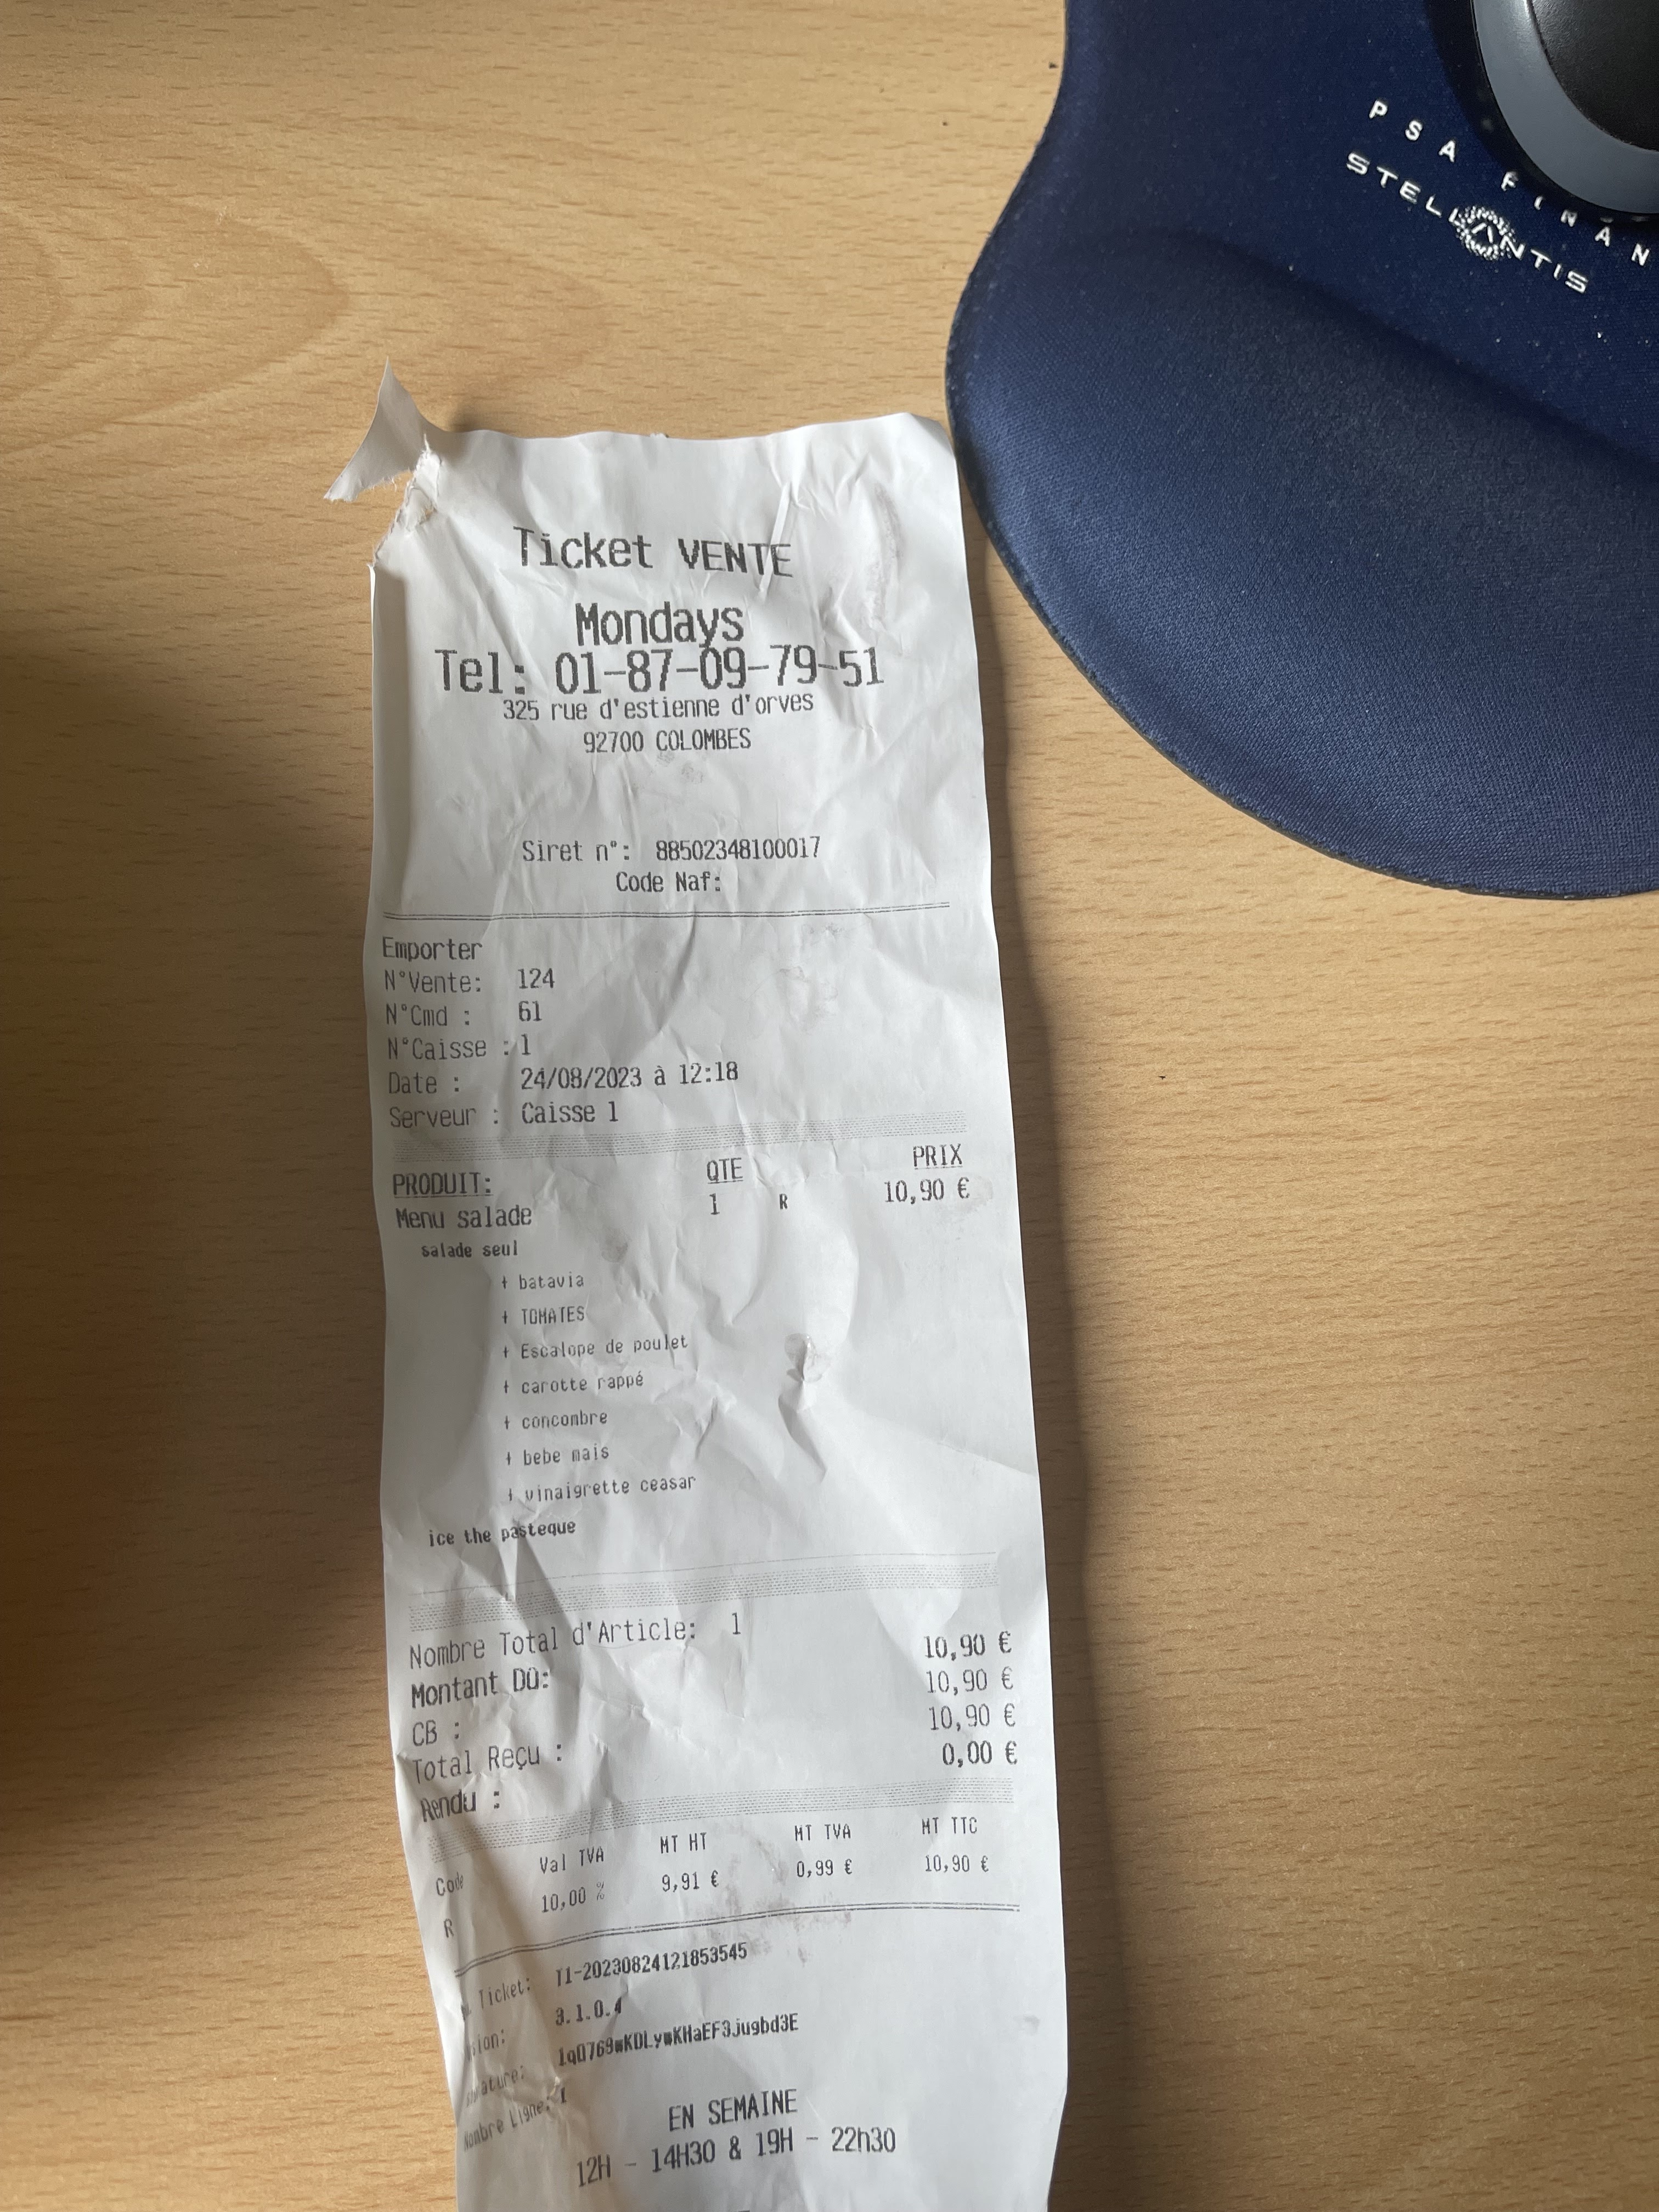 PSA FINAN
STELLANTIS
Ticket VENTE
Mondays
Tel: 01-87-09-79-51
325 rue d'estienne d'orves
92700 COLOMBES
Siret n°: 88502348100017
Code Naf:
Emporter
N°Vente: 124
N°Cmd : 61
N°Caisse : 1
Date : 24/08/2023 à 12:18
Serveur : Caisse 1
PRODUIT: QTE PRIX
Menu salade 1 R 10,90 €
salade seul
+ batavia
+ TOMATES
+ Escalope de poulet
+ carotte rappé
+ concombre
+ bebe mais
+ vinaigrette ceasar
ice the pasteque
Nombre Total d'Article: 1
Montant Dû: 10,90 €
CB : 10,90 €
Total Reçu : 10,90 €
Rendu : 0,00 €
Code Val TVA MT HT MT TVA MT TTC
R 10,00 % 9,91 € 0,99 € 10,90 €
Ticket: T1-20230824121853545
3.1.0.4
Nombre Ligne: 1
EN SEMAINE
12H - 14H30 & 19H - 22h30